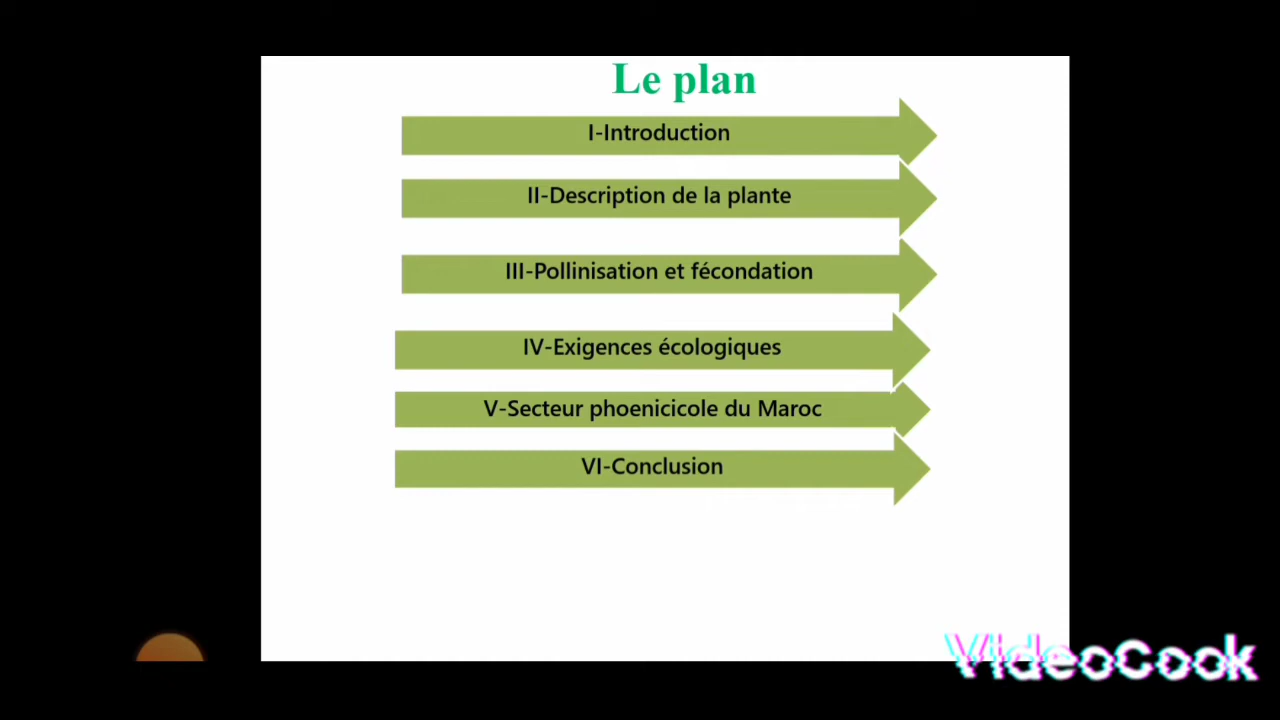 Le plan
I-Introduction
II-Description de la plante
III-Pollinisation et fécondation
IV-Exigences écologiques
V-Secteur phoenicicole du Maroc
VI-Conclusion
VideoCook